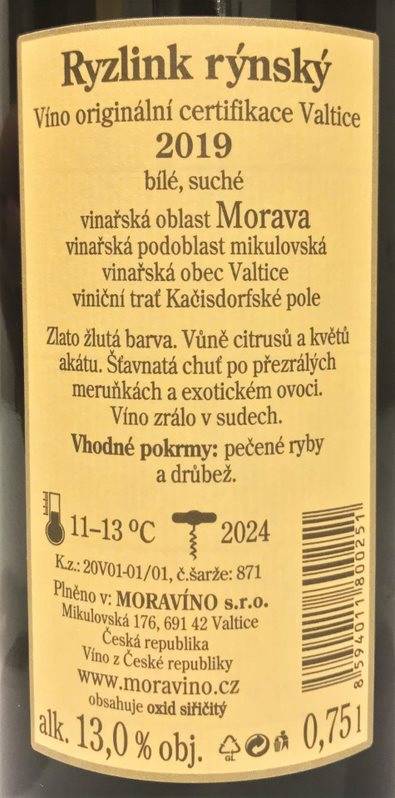 Ryzlink rýnský
Víno originální certifikace Valtice
2019
bílé, suché
vinařská oblast Morava
vinařská podoblast mikulovská
vinařská obec Valtice
viniční trať Kačisdorfské pole
Zlato žlutá barva. Vůně citrusů a květů
akátu. Šťavnatá chuť po přezrálých
meruňkách a exotickém ovoci.
Víno zrálo v sudech.
Vhodné pokrmy: pečené ryby
a drůbež.
11–13 ºC 2024
K.z.: 20V01-01/01, č.šarže: 871
Plněno v: MORAVÍNO s.r.o.
Mikulovská 176, 691 42 Valtice
Česká republika
Víno z České republiky
www.moravino.cz
obsahuje oxid siřičitý
8594011800251
alk. 13,0 % obj. GL 0,75 l